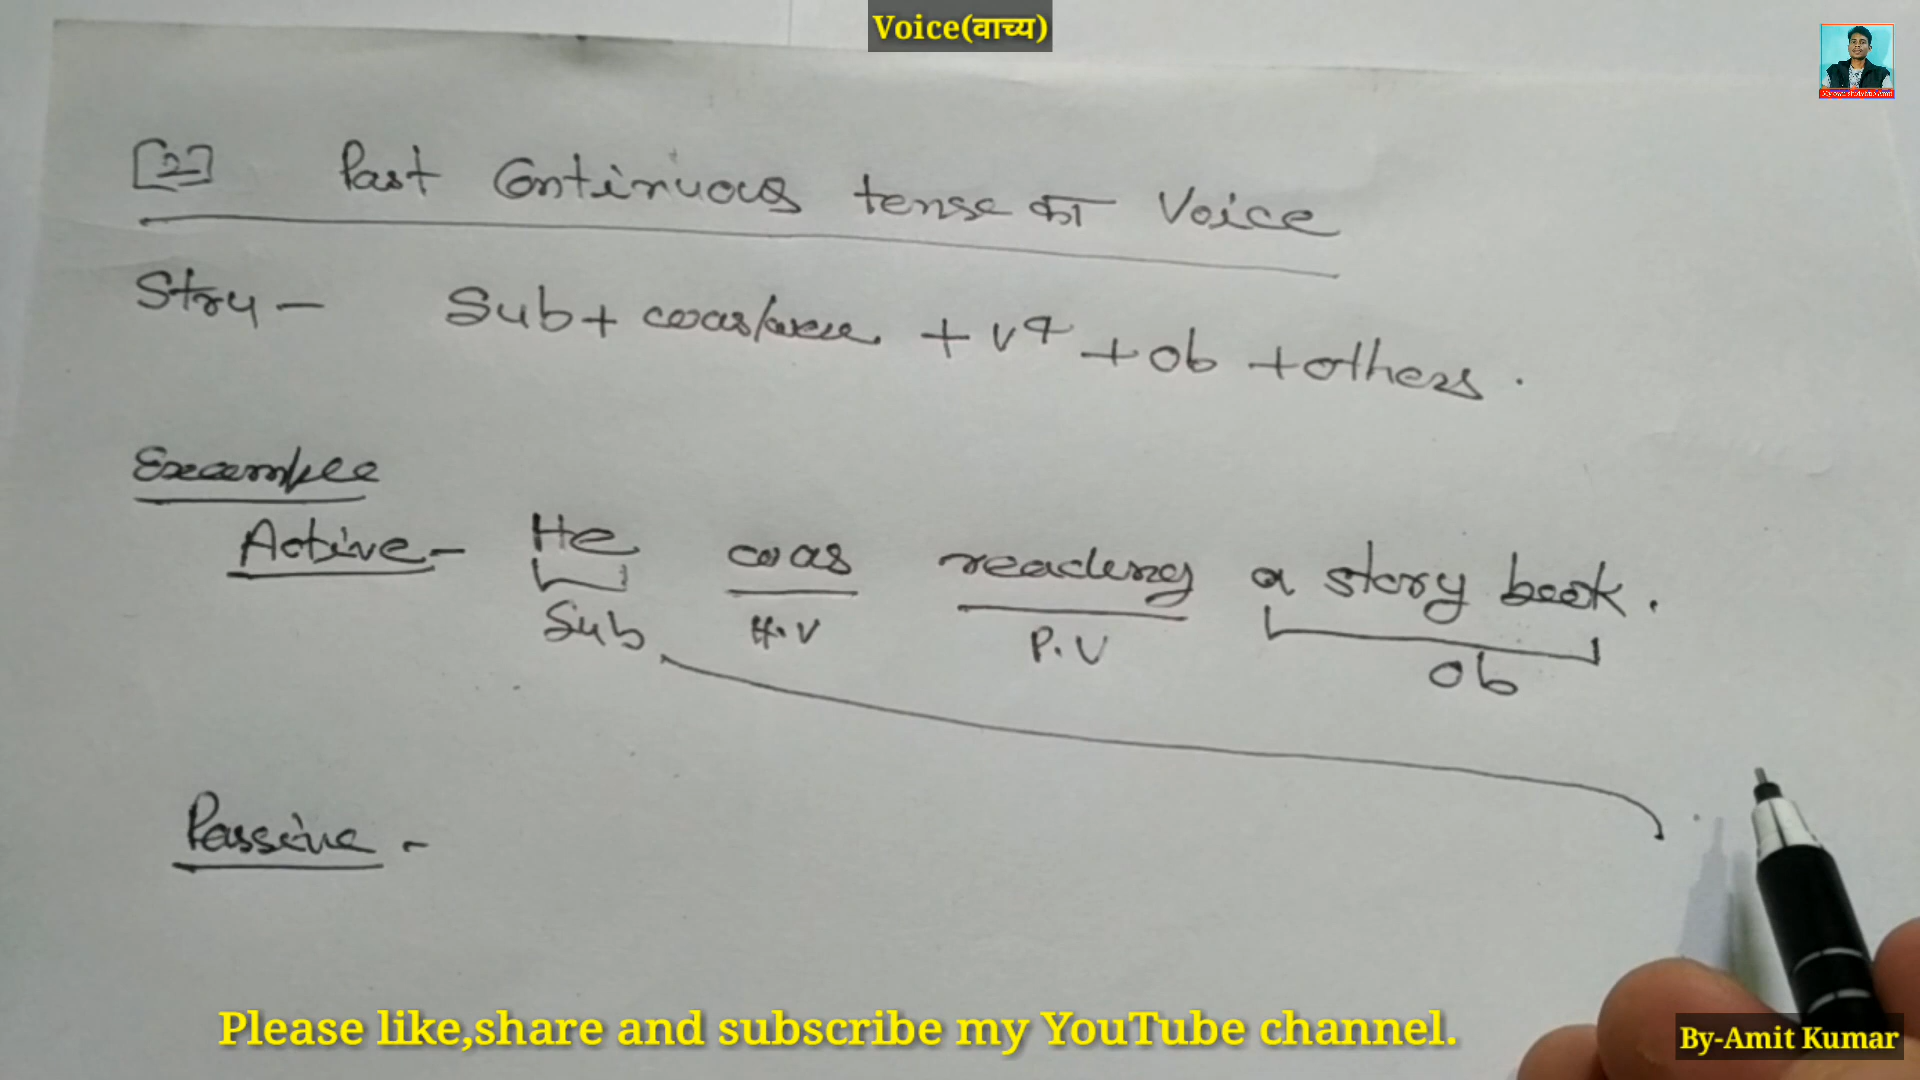 Voice(वाच्य)
[2] Past Continuous tense का Voice
Stru - Sub + was/were + v4 + ob + others.
Example
Active - He was reading a story book.
Sub H.V P.V ob
Passive -
Please like,share and subscribe my YouTube channel.
By-Amit Kumar